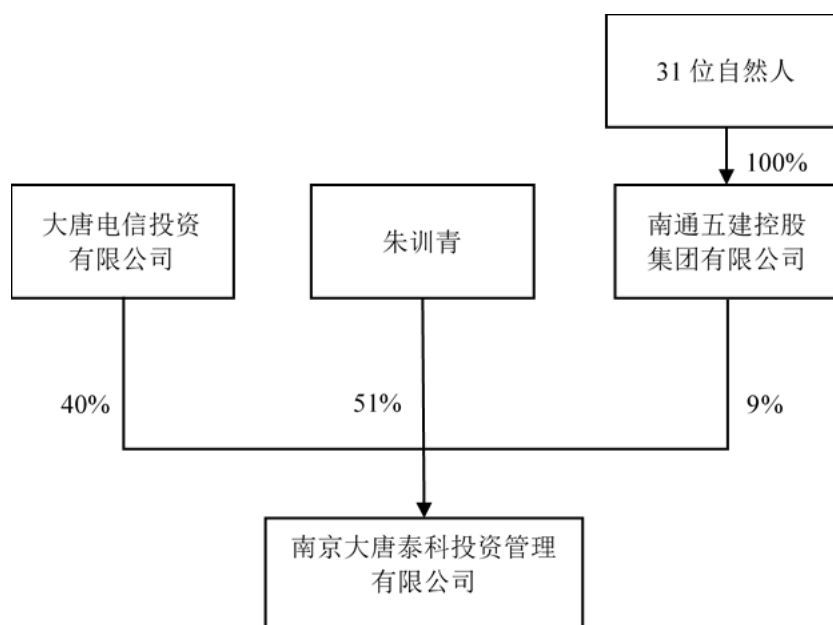 31 位自然人
100%
大唐电信投资
有限公司
朱训青
南通五建控股
集团有限公司
40%
51%
9%
南京大唐泰科投资管理
有限公司